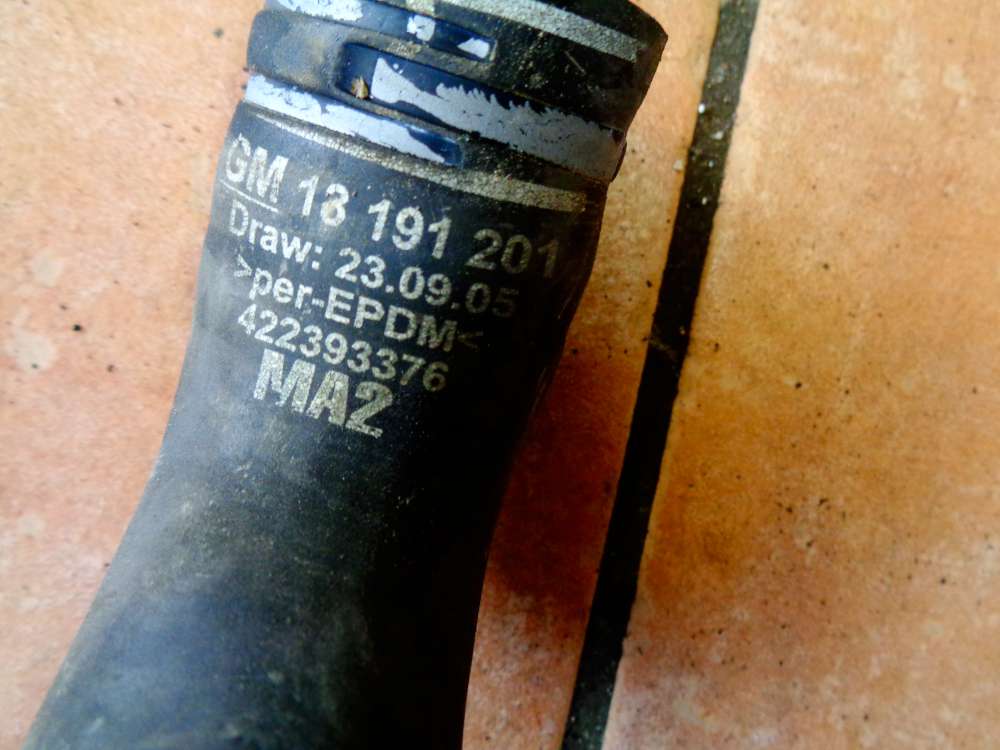 GM 13 191 201
Draw: 23.09.05
>per-EPDM<
422393376
MA2